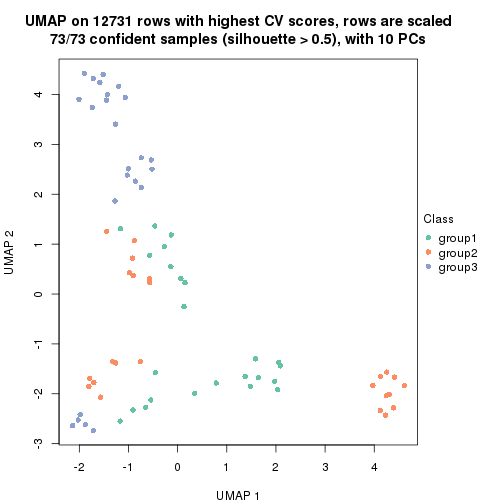 UMAP on 12731 rows with highest CV scores, rows are scaled
73/73 confident samples (silhouette > 0.5), with 10 PCs
4
3
2
1
0
-1
-2
-3
UMAP 2
-2
-1
0
1
2
3
4
UMAP 1
Class
group1
group2
group3